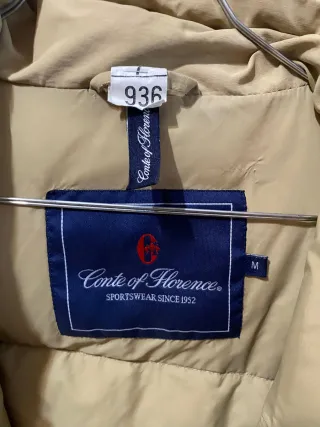 936
Conte of Florence
Conte of Florence®
SPORTSWEAR SINCE 1952
M